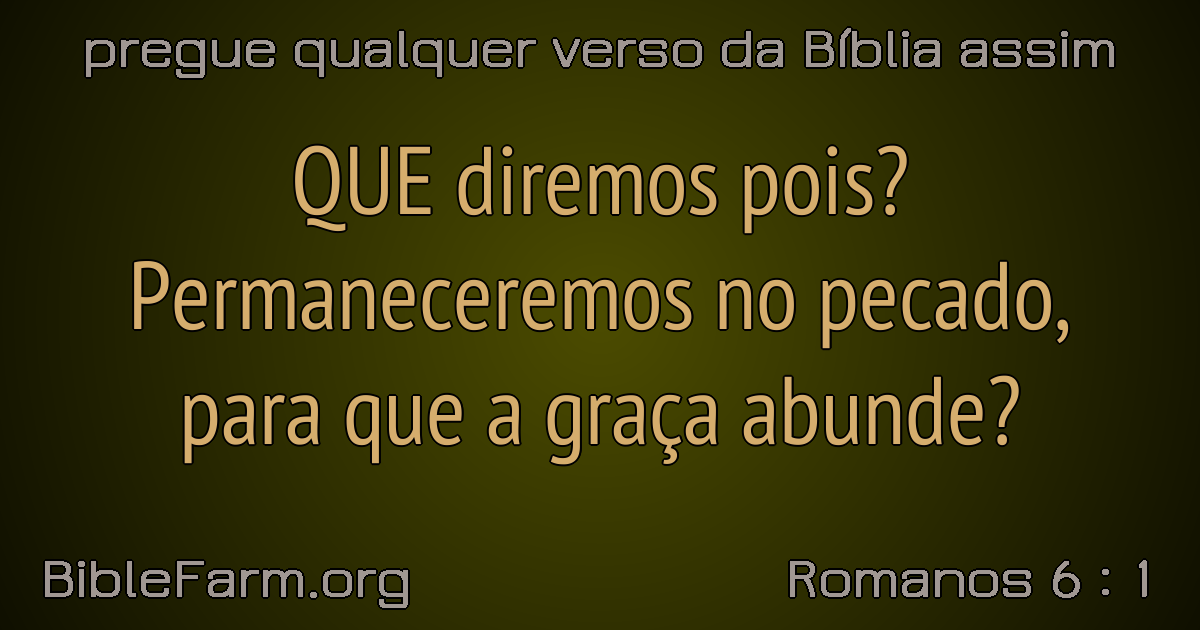 pregue qualquer verso da Bíblia assim
QUE diremos pois?
Permaneceremos no pecado,
para que a graça abunde?
BibleFarm.org
Romanos 6 : 1